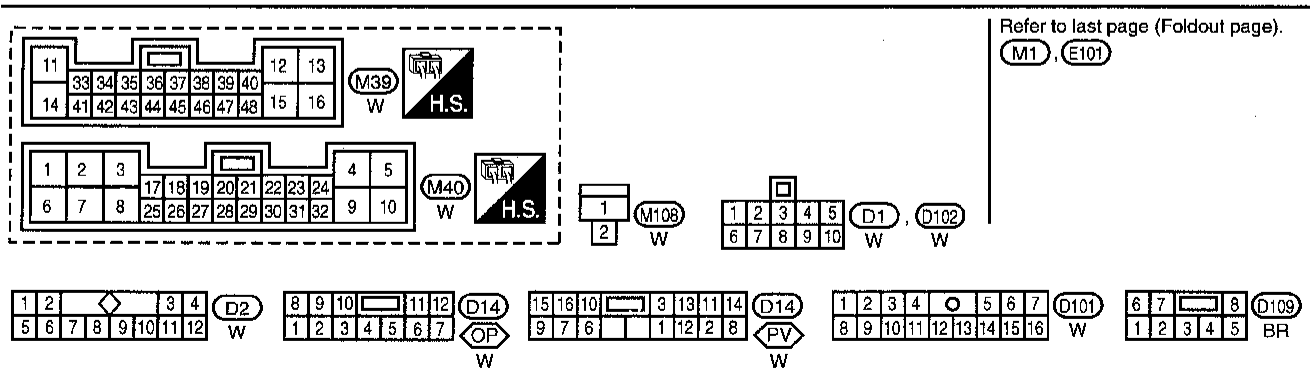 Refer to last page (Foldout page).
M1 , E101
11 12 13
33 34 35 36 37 38 39 40
14 41 42 43 44 45 46 47 48 15 16
M39
W
H.S.
1 2 3 4 5
17 18 19 20 21 22 23 24
6 7 8 25 26 27 28 29 30 31 32 9 10
M40
W
H.S.
1
2
M108
W
1 2 3 4 5
6 7 8 9 10
D1 , D102
W W
1 2 3 4
5 6 7 8 9 10 11 12
D2
W
8 9 10 11 12
1 2 3 4 5 6 7
D14
OP
W
15 16 10 3 13 11 14
9 7 6 1 12 2 8
D14
PV
W
1 2 3 4 5 6 7
8 9 10 11 12 13 14 15 16
D101
W
6 7 8
1 2 3 4 5
D109
BR